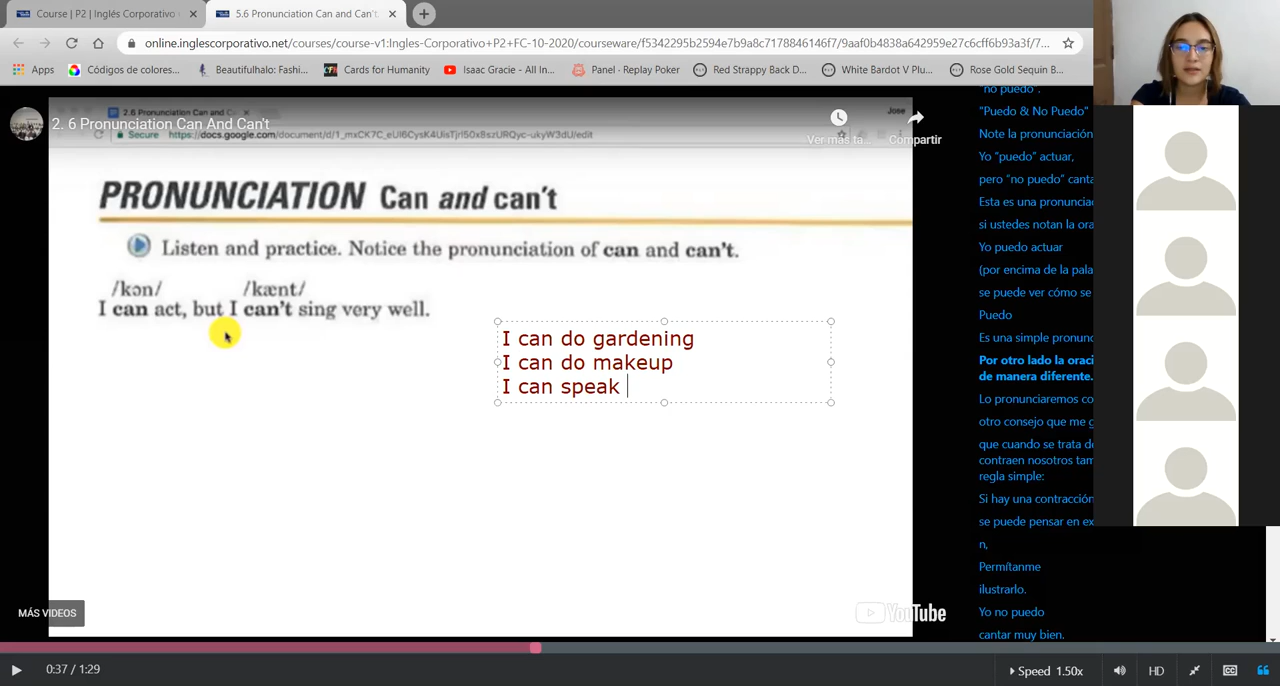 Course | P2 | Inglés Corporativo
5.6 Pronunciation Can and Can't
online.inglescorporativo.net/courses/course-v1:Ingles-Corporativo+P2+FC-10-2020/courseware/f5342295b2594e7b9a8c7178846146f7/9aaf0b4838a642959e27c6cff6b93a3f/7...
Apps
Códigos de colores...
Beautifulhalo: Fashi...
Cards for Humanity
Isaac Gracie - All In...
Panel · Replay Poker
Red Strappy Back D...
White Bardot V Plu...
Rose Gold Sequin B...
2.6 Pronunciation Can and Ca
Jose
2. 6 Pronunciation Can And Can't
Secure
Ver más ta...
Compartir
PRONUNCIATION Can and can't
Listen and practice. Notice the pronunciation of can and can't.
/kən/ /kænt/
I can act, but I can't sing very well.
I can do gardening
I can do makeup
I can speak
MÁS VIDEOS
YouTube
no puedo".
"Puedo & No Puedo"
Note la pronunciación
Yo "puedo" actuar,
pero "no puedo" canta
Esta es una pronuncia
si ustedes notan la ora
Yo puedo actuar
(por encima de la pala
se puede ver cómo se
Puedo
Es una simple pronunc
Por otro lado la oraci
de manera diferente.
Lo pronunciaremos co
otro consejo que me g
que cuando se trata d
contraen nosotros tam
regla simple:
Si hay una contracción
se puede pensar en ex
n,
Permítanme
ilustrarlo.
Yo no puedo
cantar muy bien.
0:37 / 1:29
Speed 1.50x
HD
CC